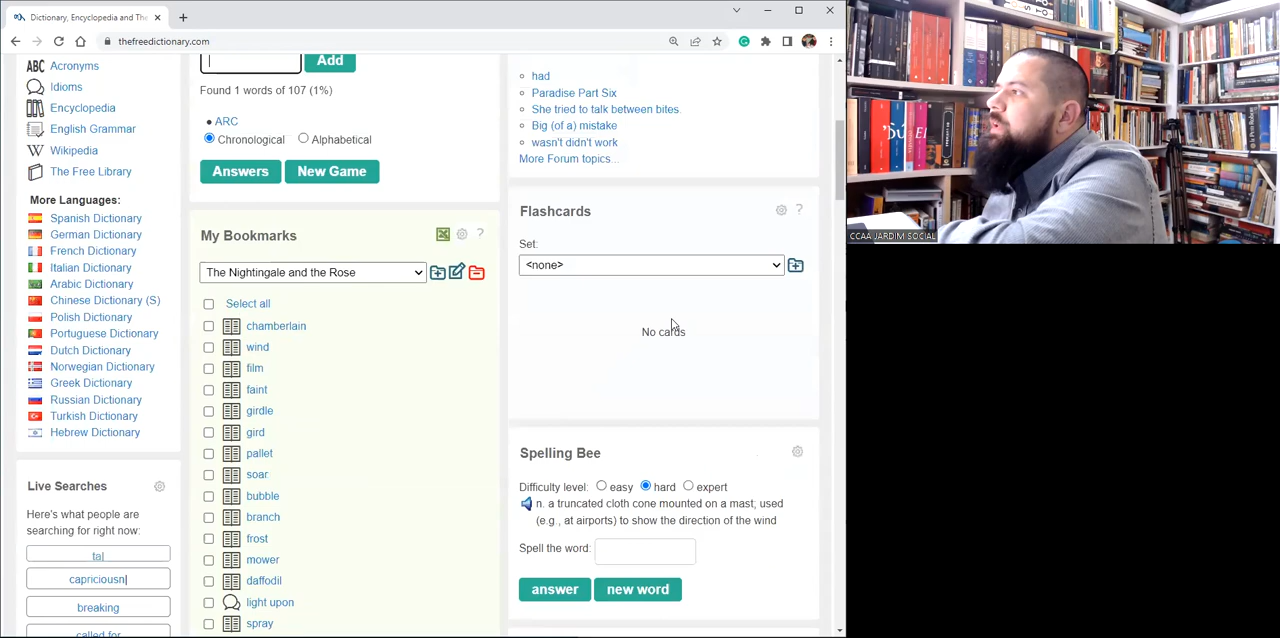 Dictionary, Encyclopedia and The
thefreedictionary.com
ABC Acronyms
Idioms
Encyclopedia
English Grammar
Wikipedia
The Free Library
More Languages:
Spanish Dictionary
German Dictionary
French Dictionary
Italian Dictionary
Arabic Dictionary
Chinese Dictionary (S)
Polish Dictionary
Portuguese Dictionary
Dutch Dictionary
Norwegian Dictionary
Greek Dictionary
Russian Dictionary
Turkish Dictionary
Hebrew Dictionary
Live Searches
Here's what people are
searching for right now:
tal
capriciousn
breaking
called for
Add
Found 1 words of 107 (1%)
ARC
Chronological Alphabetical
Answers New Game
My Bookmarks ?
The Nightingale and the Rose
Select all
chamberlain
wind
film
faint
girdle
gird
pallet
soar
bubble
branch
frost
mower
daffodil
light upon
spray
had
Paradise Part Six
She tried to talk between bites.
Big (of a) mistake
wasn't didn't work
More Forum topics...
Flashcards ?
Set:
<none>
No cards
Spelling Bee
Difficulty level: easy hard expert
n. a truncated cloth cone mounted on a mast; used
(e.g., at airports) to show the direction of the wind
Spell the word:
answer new word
CCAA JARDIM SOCIAL